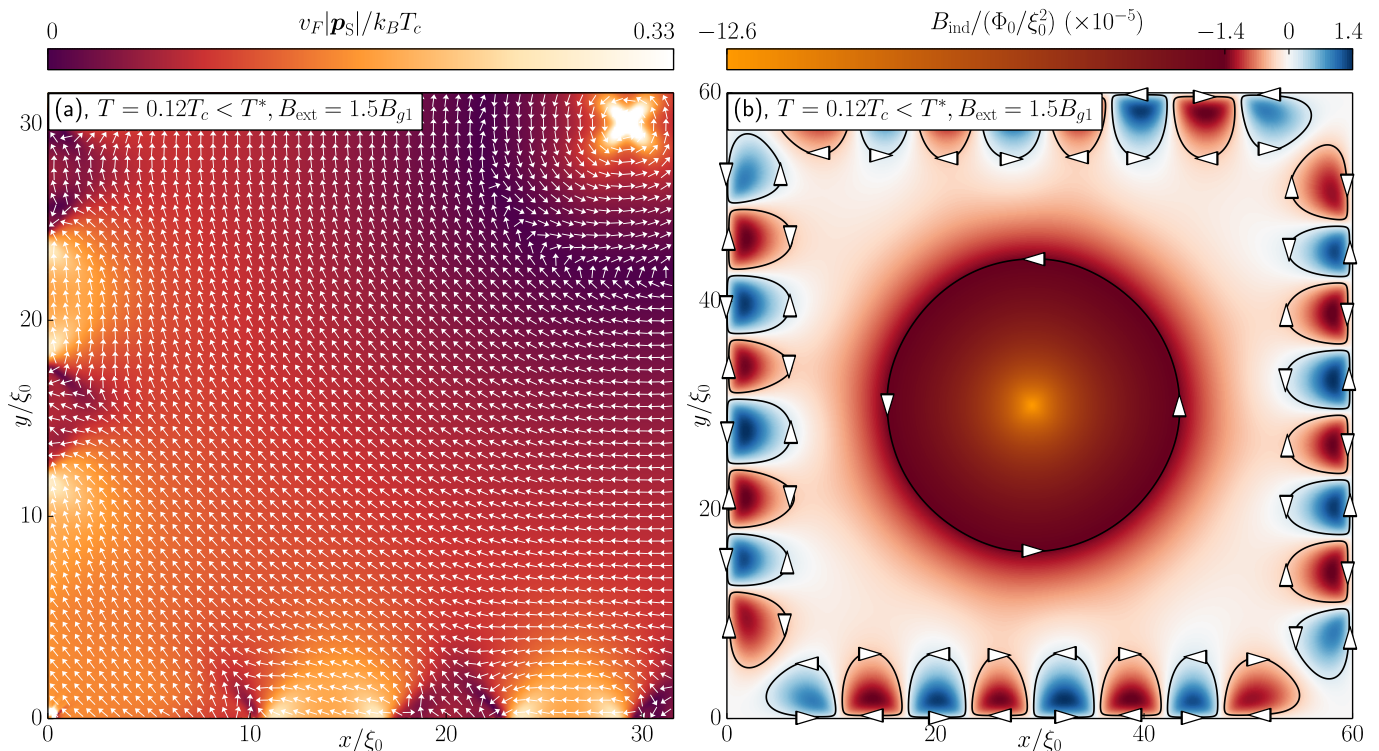 0 v_F|p_S|/k_BT_c 0.33
(a), T = 0.12T_c < T*, B_ext = 1.5B_g1
30
20
10
0
y/ξ_0
0 10 20 30
x/ξ_0
B_ind/(Φ_0/ξ_0^2) (×10^−5)
−12.6 −1.4 0 1.4
(b), T = 0.12T_c < T*, B_ext = 1.5B_g1
60
40
20
0
y/ξ_0
0 20 40 60
x/ξ_0